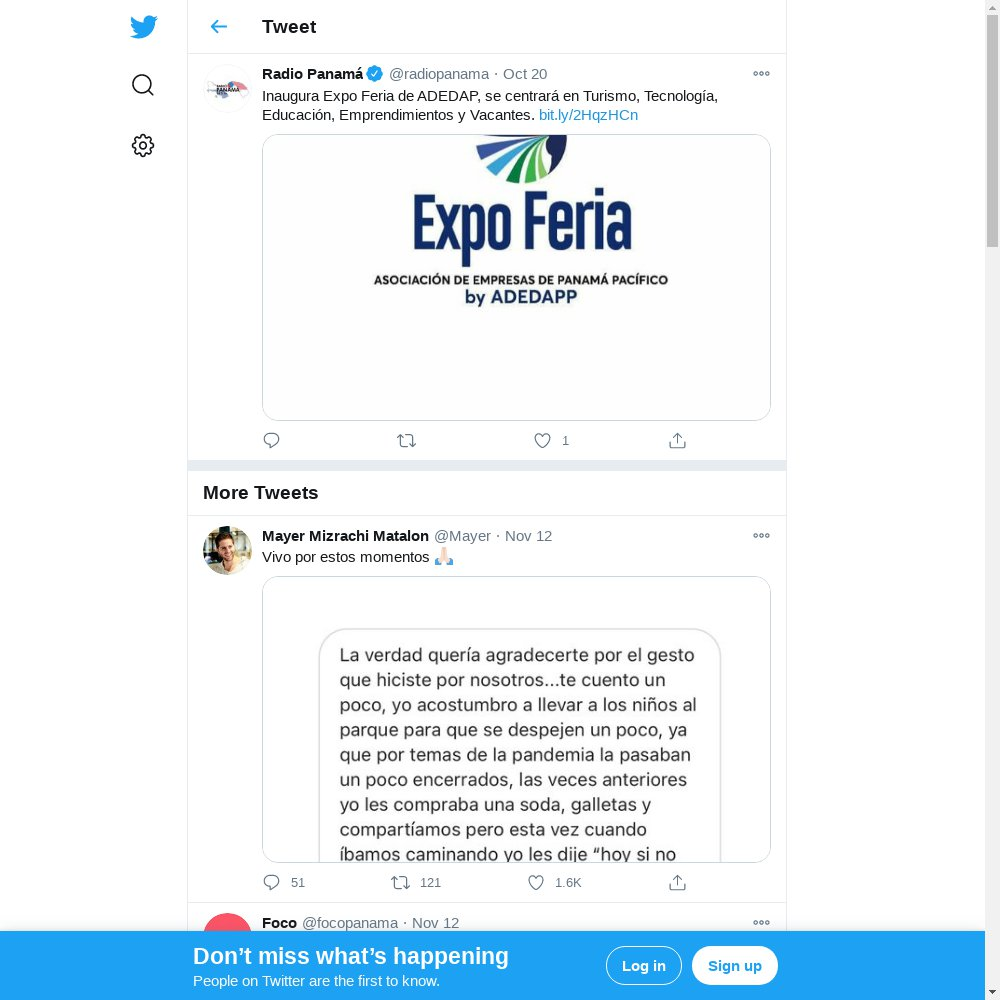 Tweet
Radio Panamá @radiopanama · Oct 20
Inaugura Expo Feria de ADEDAP, se centrará en Turismo, Tecnología,
Educación, Emprendimientos y Vacantes. bit.ly/2HqzHCn
Expo Feria
ASOCIACIÓN DE EMPRESAS DE PANAMÁ PACÍFICO
by ADEDAPP
1
More Tweets
Mayer Mizrachi Matalon @Mayer · Nov 12
Vivo por estos momentos 🙏🏻
La verdad quería agradecerte por el gesto
que hiciste por nosotros...te cuento un
poco, yo acostumbro a llevar a los niños al
parque para que se despejen un poco, ya
que por temas de la pandemia la pasaban
un poco encerrados, las veces anteriores
yo les compraba una soda, galletas y
compartíamos pero esta vez cuando
íbamos caminando yo les dije “hoy si no
51 121 1.6K
Foco @focopanama · Nov 12
Don’t miss what’s happening
People on Twitter are the first to know.
Log in
Sign up